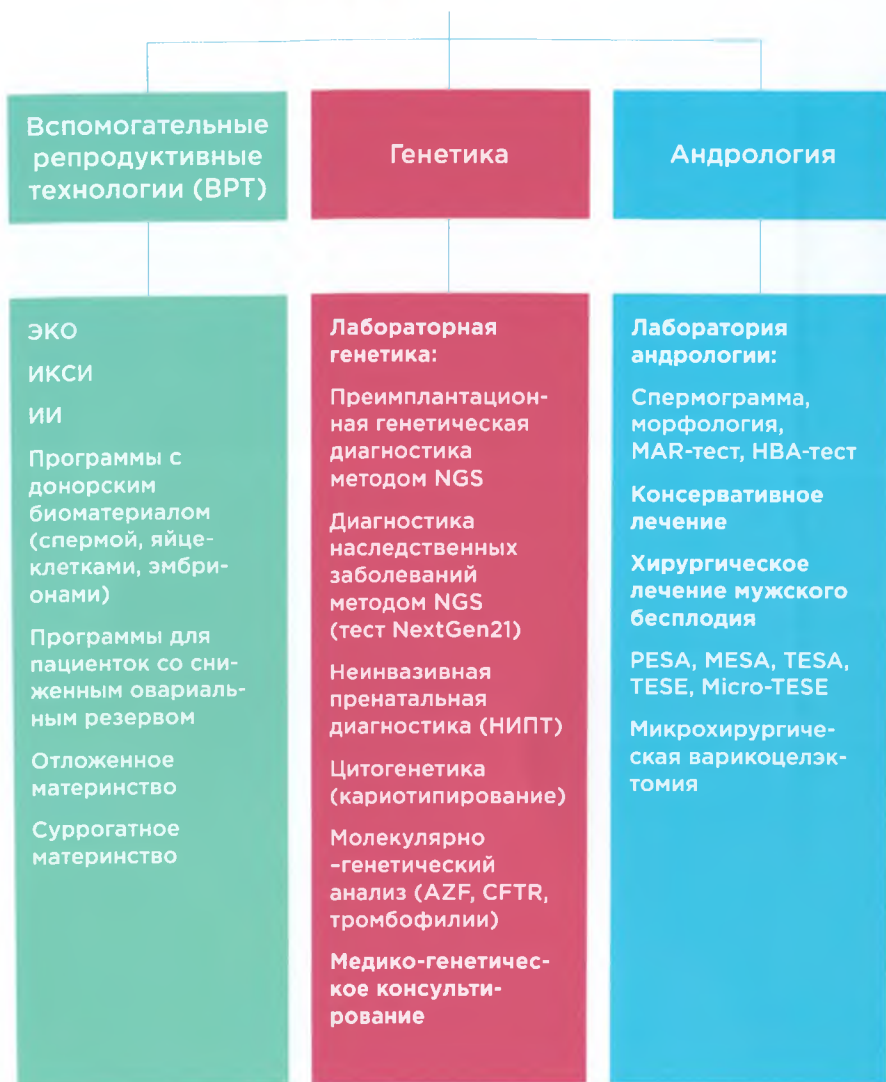 Вспомогательные
репродуктивные
технологии (ВРТ)
ЭКО
ИКСИ
ИИ
Программы с
донорским
биоматериалом
(спермой, яйце-
клетками, эмбри-
онами)
Программы для
пациенток со сни-
женным овариаль-
ным резервом
Отложенное
материнство
Суррогатное
материнство
Генетика
Лабораторная
генетика:
Преимплантацион-
ная генетическая
диагностика
методом NGS
Диагностика
наследственных
заболеваний
методом NGS
(тест NextGen21)
Неинвазивная
пренатальная
диагностика (НИПТ)
Цитогенетика
(кариотипирование)
Молекулярно
-генетический
анализ (AZF, CFTR,
тромбофилии)
Медико-генетичес-
кое консульти-
рование
Андрология
Лаборатория
андрологии:
Спермограмма,
морфология,
MAR-тест, HBA-тест
Консервативное
лечение
Хирургическое
лечение мужского
бесплодия
PESA, MESA, TESA,
TESE, Micro-TESE
Микрохирургиче-
ская варикоцелэк-
томия